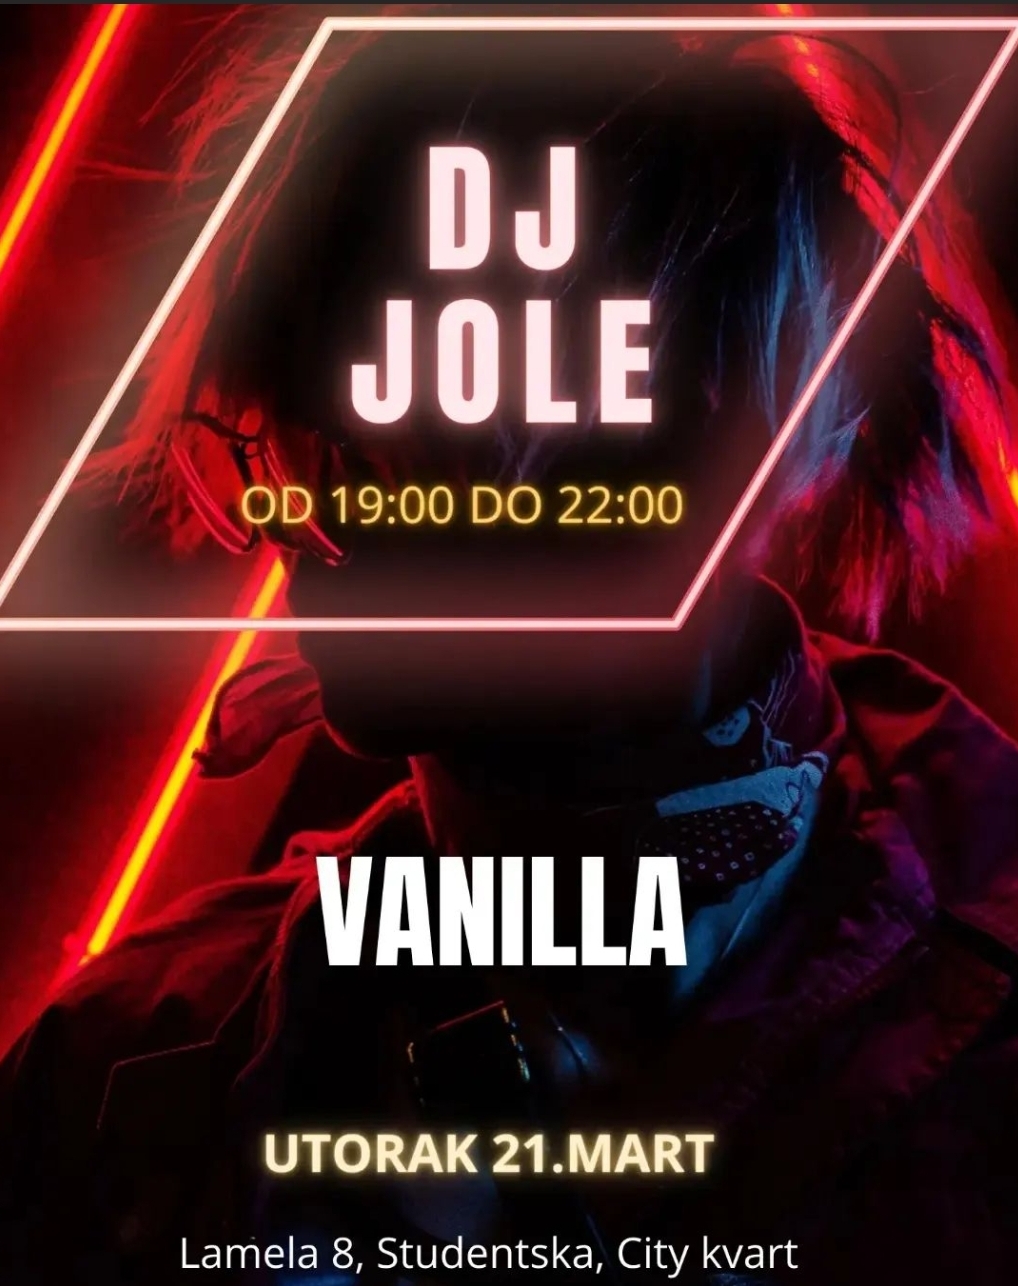 DJ
JOLE
OD 19:00 DO 22:00
VANILLA
UTORAK 21.MART
Lamela 8, Studentska, City kvart